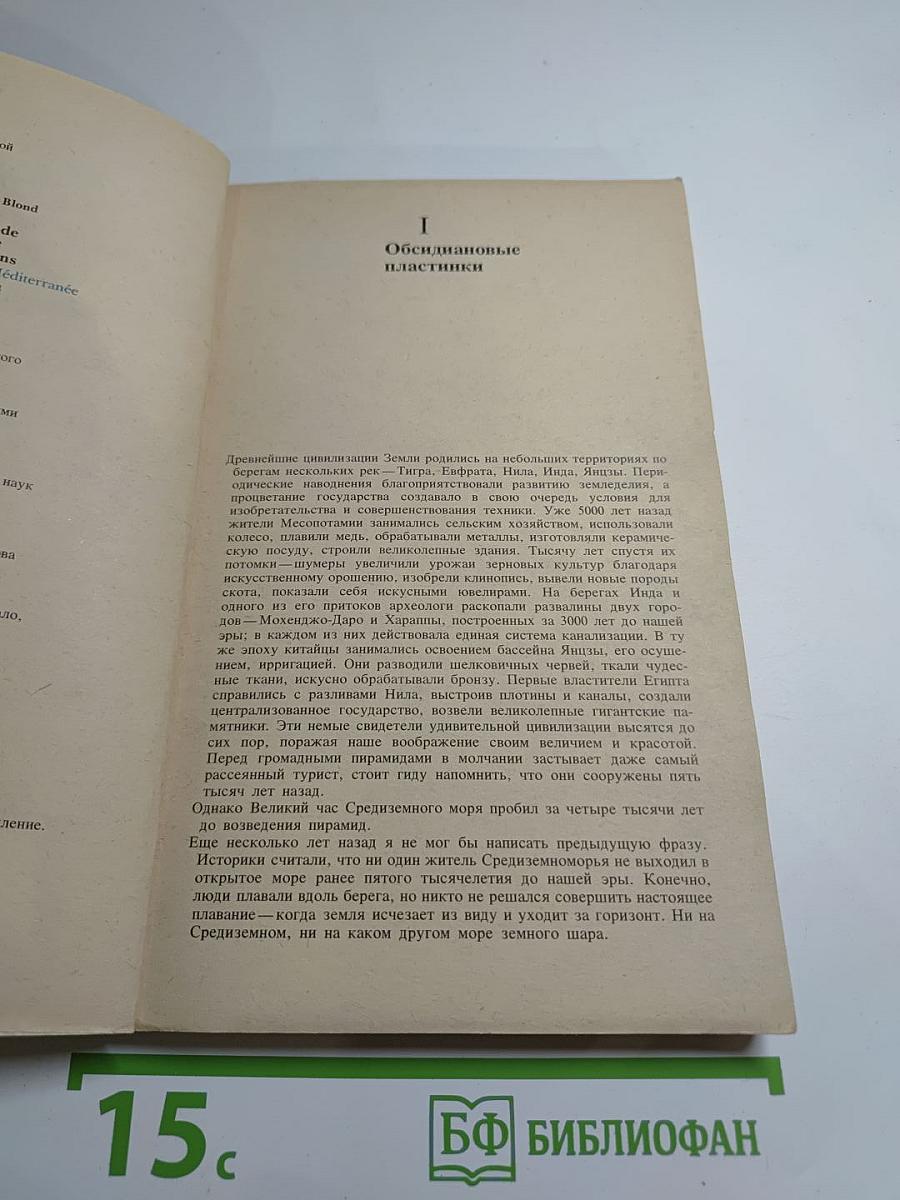 ой
Blond
de
ns
Méditerranée
ого
ми
наук
ова
ло,
ление.
I
Обсидиановые
пластинки
Древнейшие цивилизации Земли родились на небольших территориях по
берегам нескольких рек — Тигра, Евфрата, Нила, Инда, Янцзы. Пери-
одические наводнения благоприятствовали развитию земледелия, а
процветание государства создавало в свою очередь условия для
изобретательства и совершенствования техники. Уже 5000 лет назад
жители Месопотамии занимались сельским хозяйством, использовали
колесо, плавили медь, обрабатывали металлы, изготовляли керамиче-
скую посуду, строили великолепные здания. Тысячу лет спустя их
потомки — шумеры увеличили урожаи зерновых культур благодаря
искусственному орошению, изобрели клинопись, вывели новые породы
скота, показали себя искусными ювелирами. На берегах Инда и
одного из его притоков археологи раскопали развалины двух горо-
дов — Мохенджо-Даро и Хараппы, построенных за 3000 лет до нашей
эры; в каждом из них действовала единая система канализации. В ту
же эпоху китайцы занимались освоением бассейна Янцзы, его осуше-
нием, ирригацией. Они разводили шелковичных червей, ткали чудес-
ные ткани, искусно обрабатывали бронзу. Первые властители Египта
справились с разливами Нила, выстроив плотины и каналы, создали
централизованное государство, возвели великолепные гигантские па-
мятники. Эти немые свидетели удивительной цивилизации высятся до
сих пор, поражая наше воображение своим величием и красотой.
Перед громадными пирамидами в молчании застывает даже самый
рассеянный турист, стоит гиду напомнить, что они сооружены пять
тысяч лет назад.
Однако Великий час Средиземного моря пробил за четыре тысячи лет
до возведения пирамид.
Еще несколько лет назад я не мог бы написать предыдущую фразу.
Историки считали, что ни один житель Средиземноморья не выходил в
открытое море ранее пятого тысячелетия до нашей эры. Конечно,
люди плавали вдоль берега, но никто не решался совершить настоящее
плавание — когда земля исчезает из виду и уходит за горизонт. Ни на
Средиземном, ни на каком другом море земного шара.
15 с
БФ БИБЛИОФАН